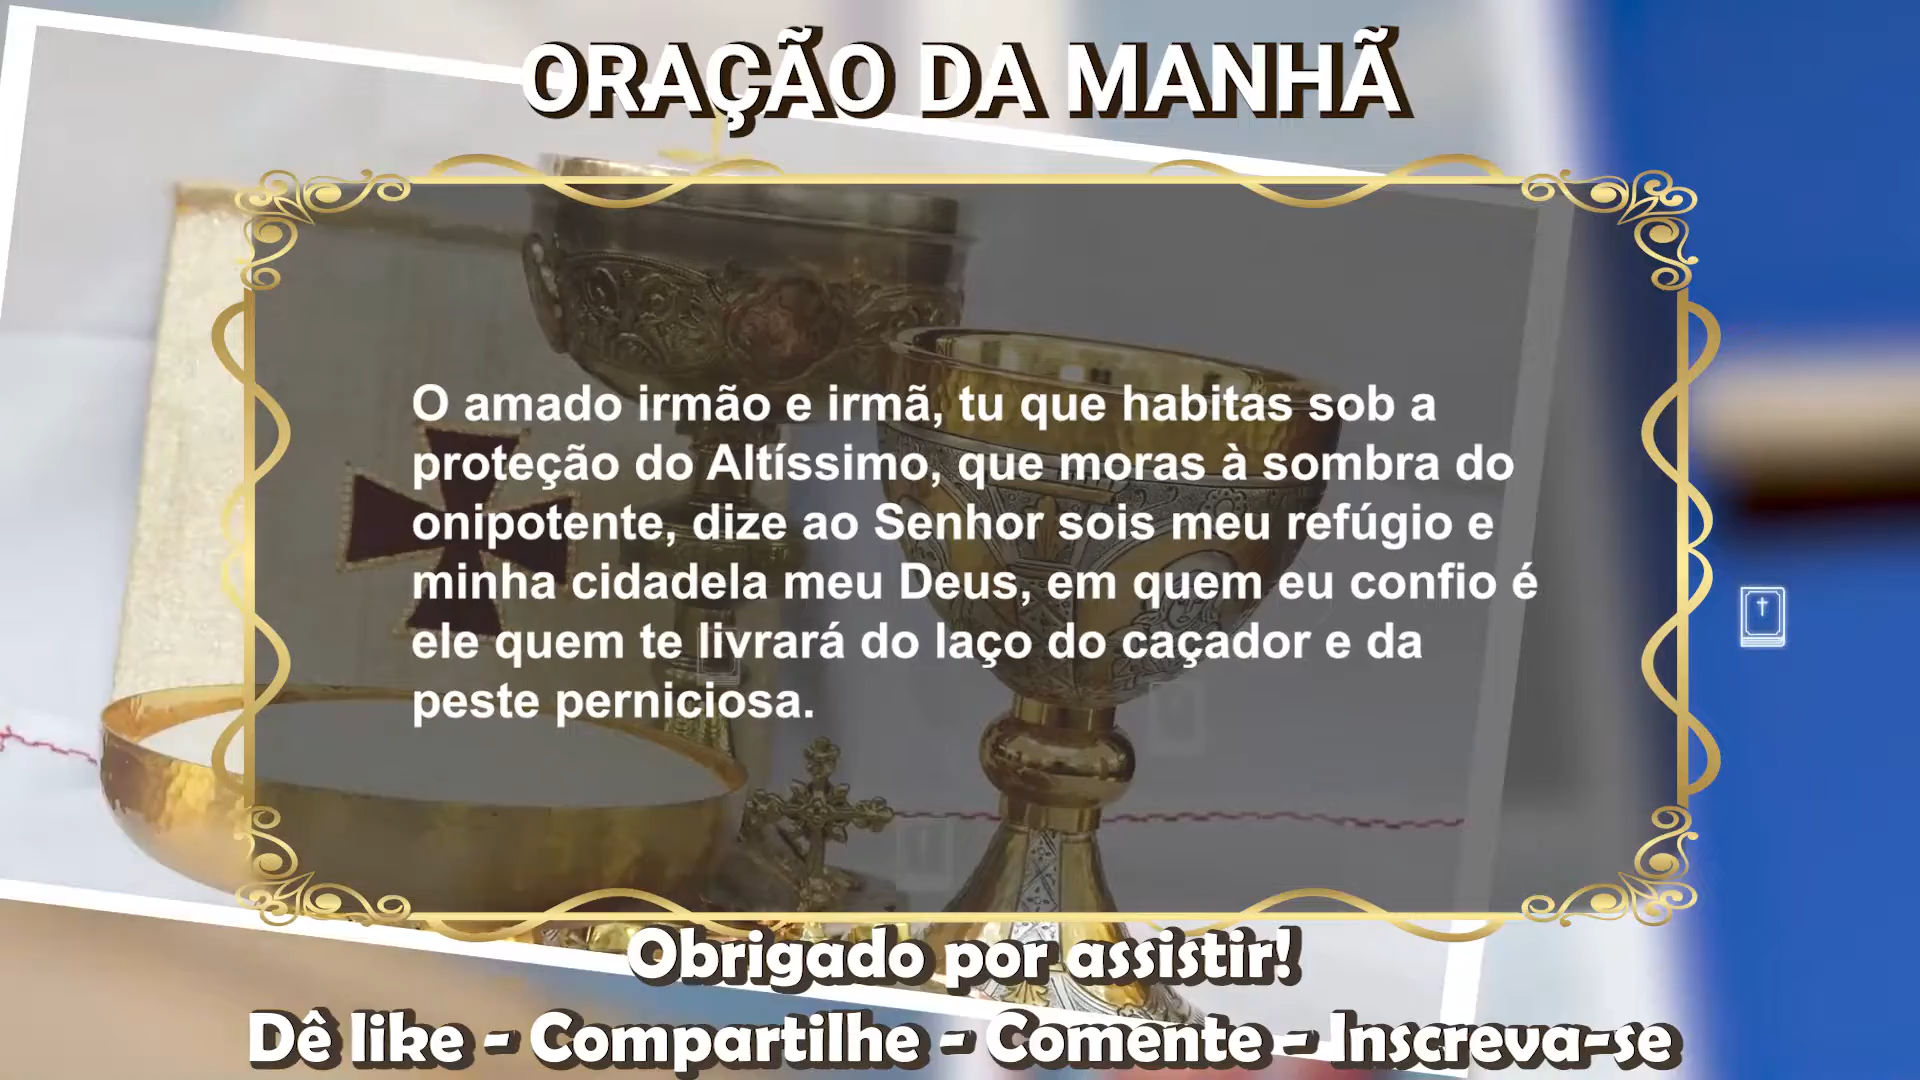 ORAÇÃO DA MANHÃ
O amado irmão e irmã, tu que habitas sob a
proteção do Altíssimo, que moras à sombra do
onipotente, dize ao Senhor sois meu refúgio e
minha cidadela meu Deus, em quem eu confio é
ele quem te livrará do laço do caçador e da
peste perniciosa.
Obrigado por assistir!
Dê like - Compartilhe - Comente - Inscreva-se